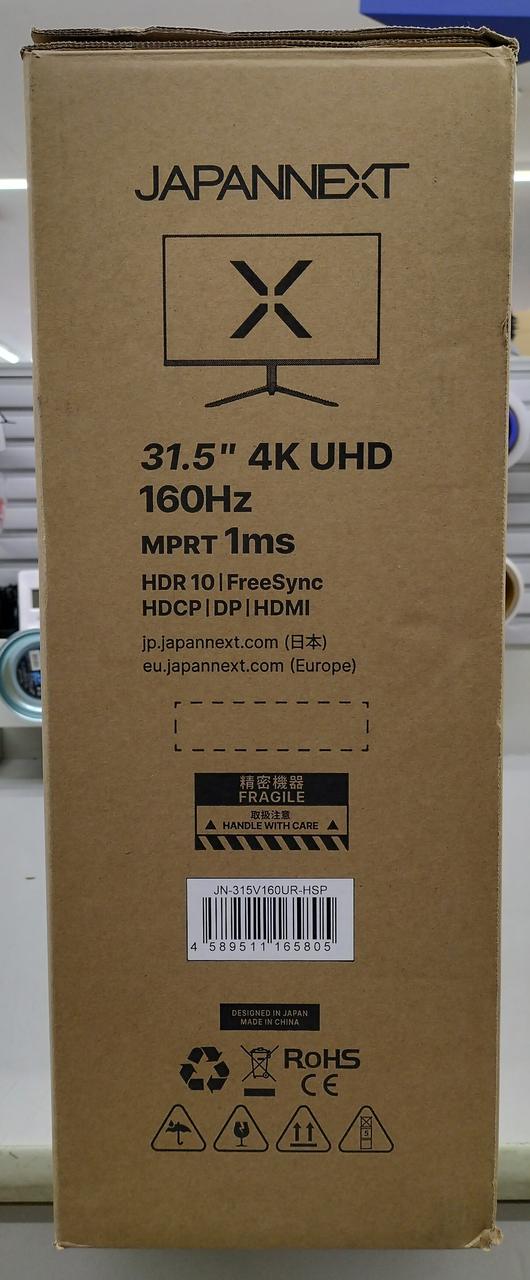 JAPANNEXT
31.5" 4K UHD
160Hz
MPRT 1ms
HDR 10 | FreeSync
HDCP | DP | HDMI
jp.japannext.com (日本)
eu.japannext.com (Europe)
精密機器
FRAGILE
取扱注意
HANDLE WITH CARE
JN-315V160UR-HSP
4 589511 165805
DESIGNED IN JAPAN
MADE IN CHINA
RoHS
CE
5